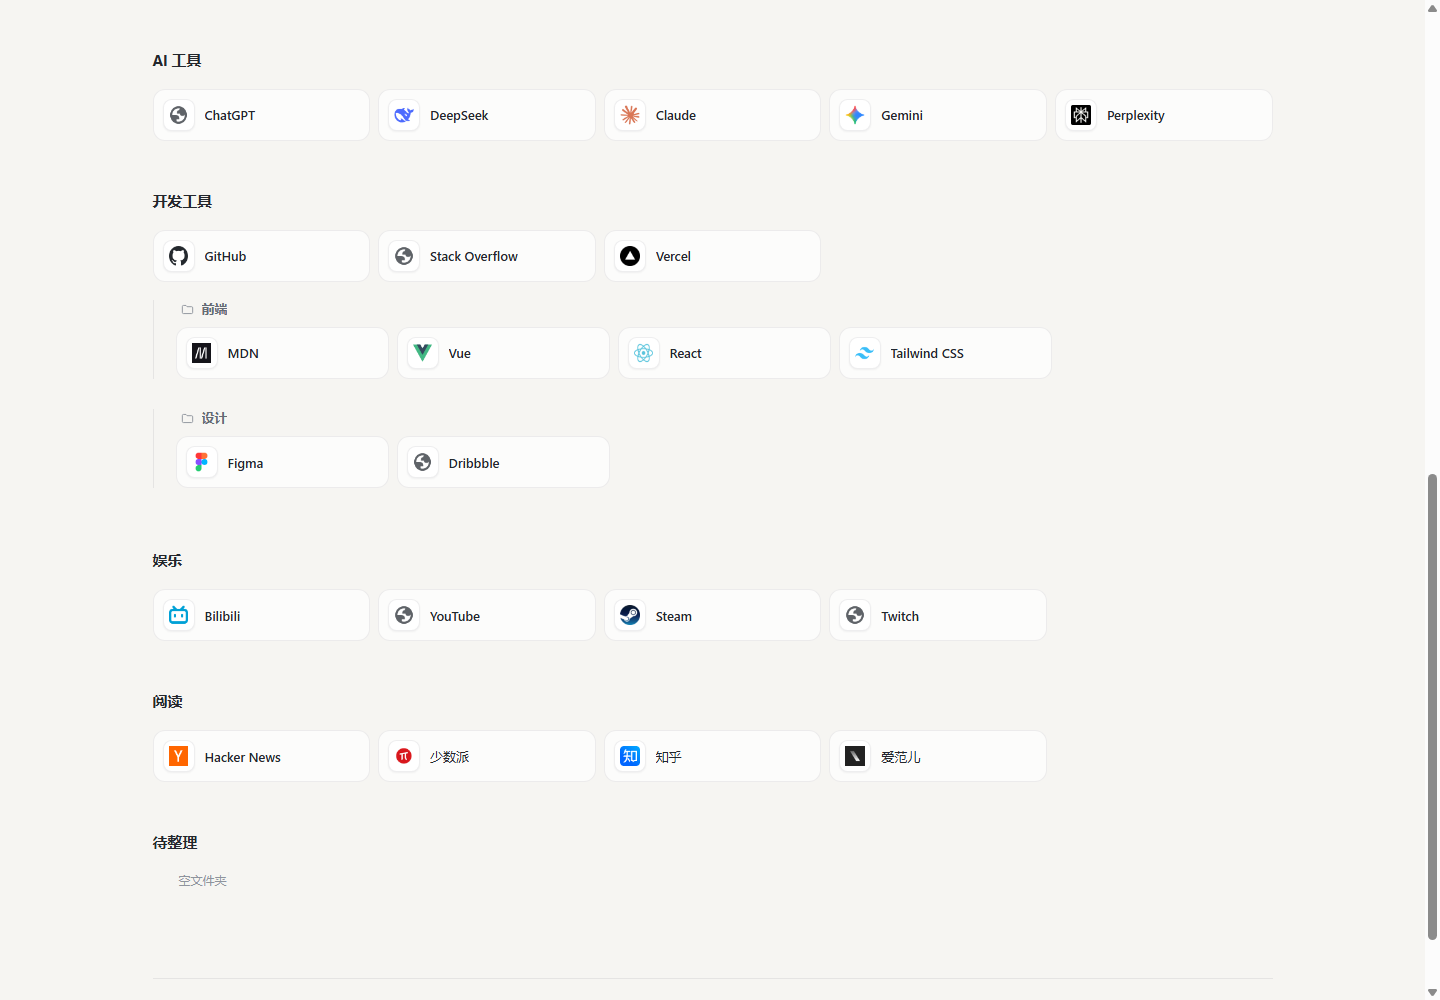 AI 工具
ChatGPT
DeepSeek
Claude
Gemini
Perplexity
开发工具
GitHub
Stack Overflow
Vercel
前端
MDN
Vue
React
Tailwind CSS
设计
Figma
Dribbble
娱乐
Bilibili
YouTube
Steam
Twitch
阅读
Y
Hacker News
少数派
知
知乎
爱范儿
待整理
空文件夹